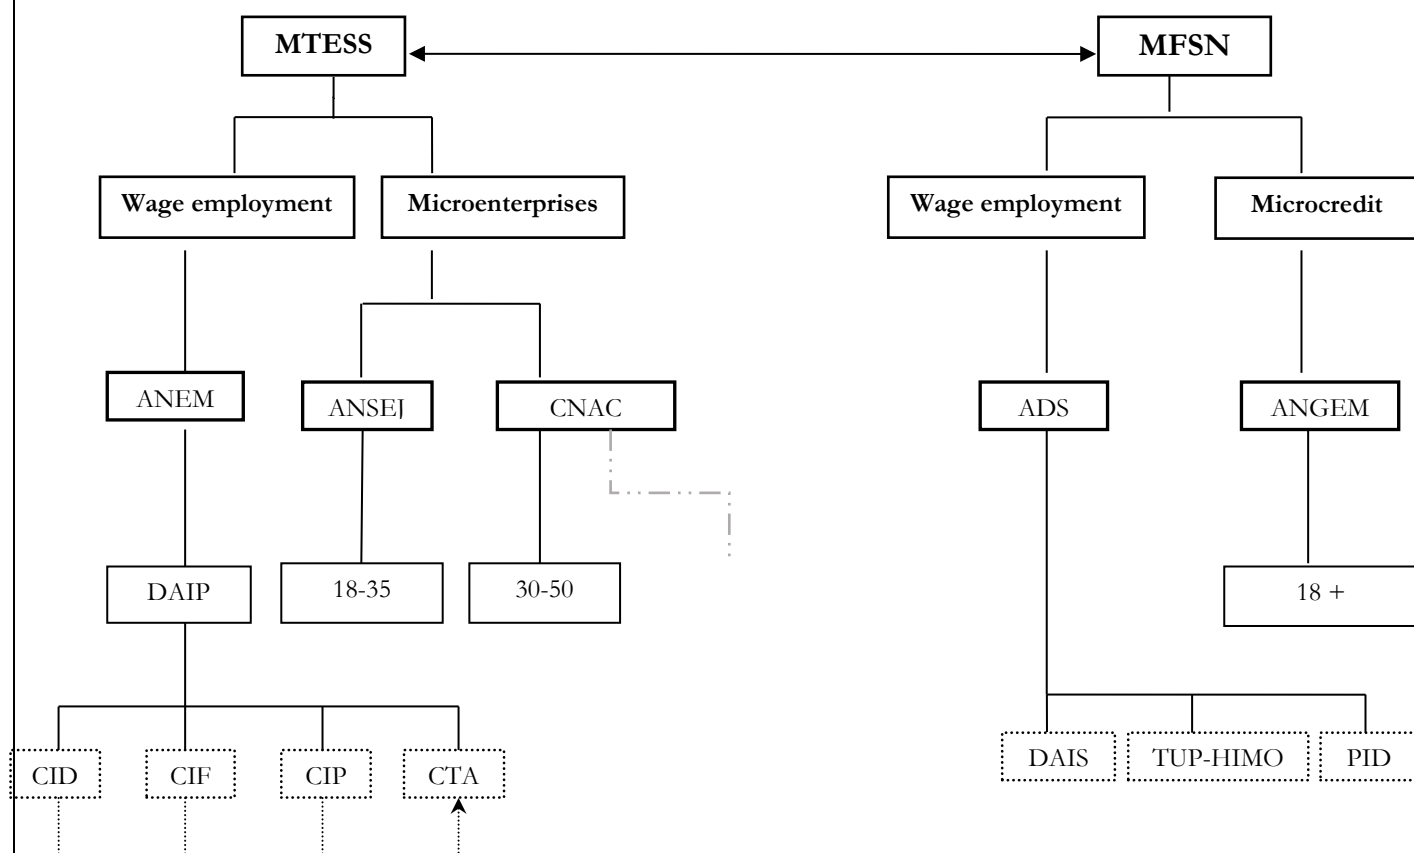 MTESS
MFSN
Wage employment
Microenterprises
Wage employment
Microcredit
ANEM
ANSEJ
CNAC
ADS
ANGEM
DAIP
18-35
30-50
18 +
CID
CIF
CIP
CTA
DAIS
TUP-HIMO
PID